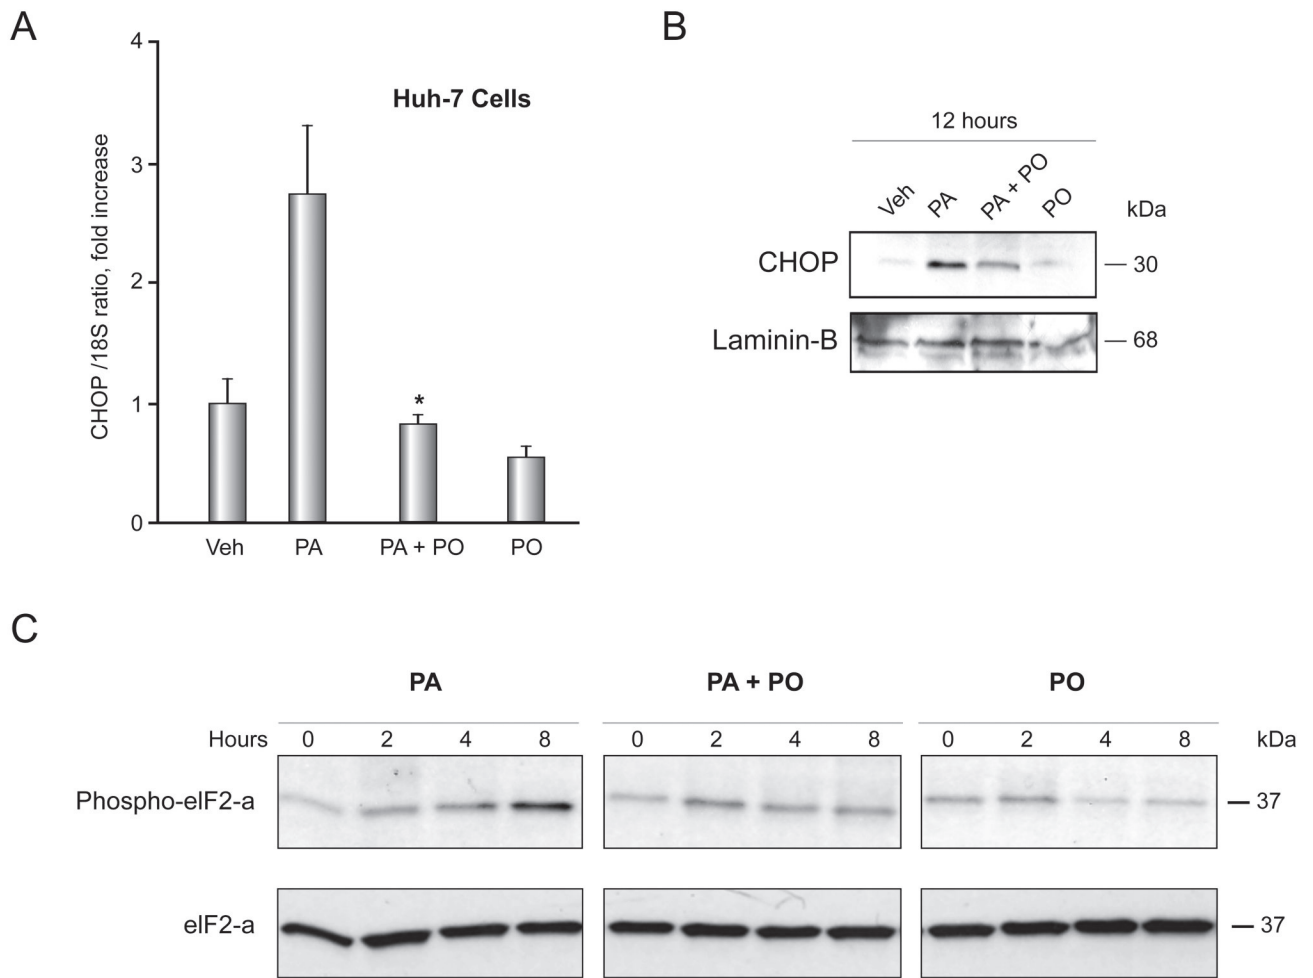 A
4
3
2
1
0
CHOP /18S ratio, fold increase
Huh-7 Cells
*
Veh PA PA + PO PO
B
12 hours
Veh PA PA + PO PO kDa
CHOP 30
Laminin-B 68
C
PA PA + PO PO
Hours 0 2 4 8 0 2 4 8 0 2 4 8 kDa
Phospho-eIF2-a 37
eIF2-a 37